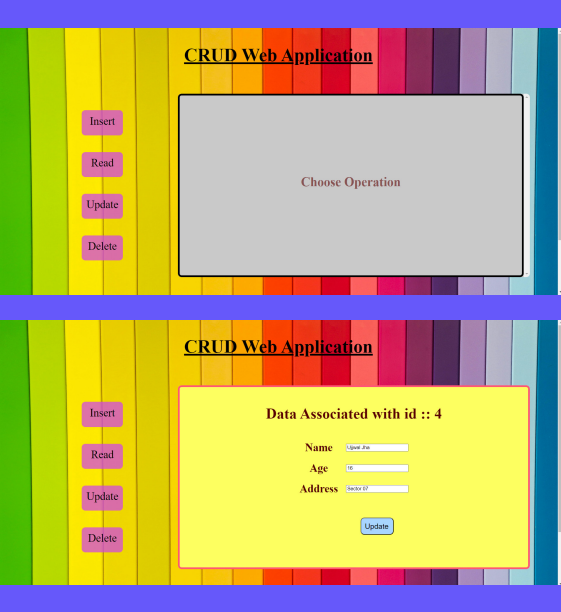 CRUD Web Application
Insert
Read
Update
Delete
Choose Operation
CRUD Web Application
Insert
Read
Update
Delete
Data Associated with id :: 4
Name Ujjwal Jha
Age 16
Address Sector 07
Update